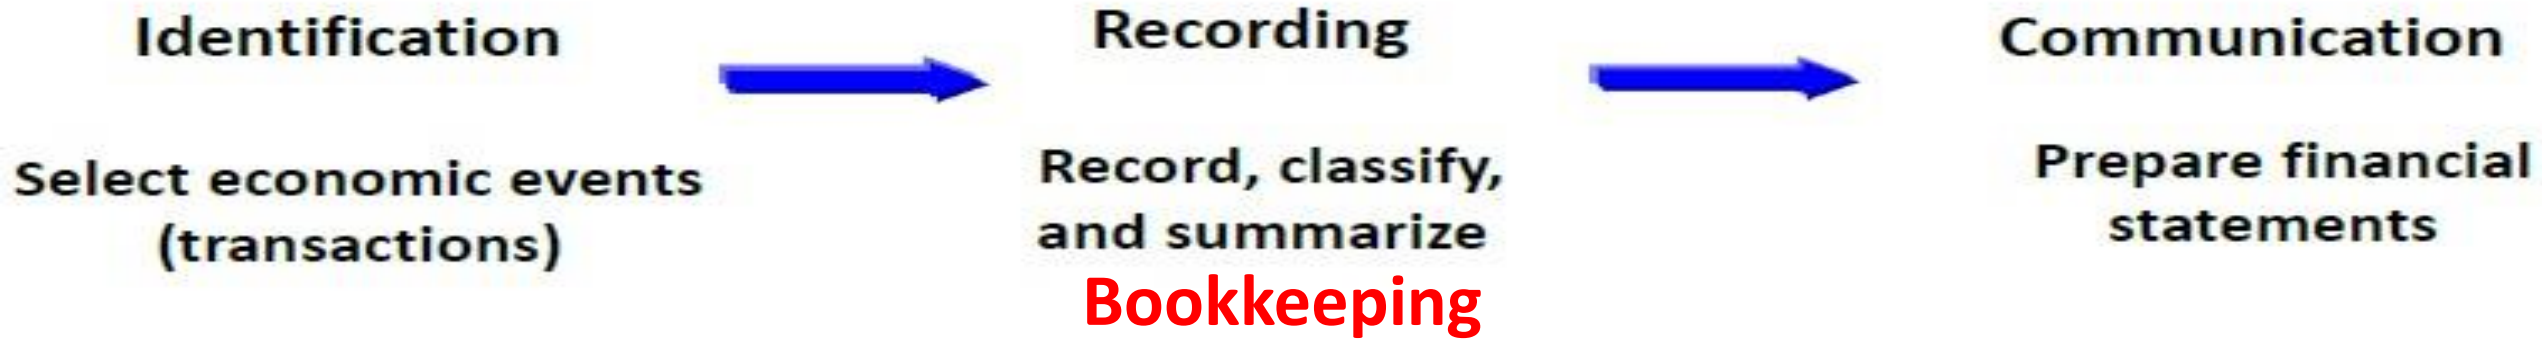 Identification
Select economic events
(transactions)
Recording
Record, classify,
and summarize
Bookkeeping
Communication
Prepare financial
statements